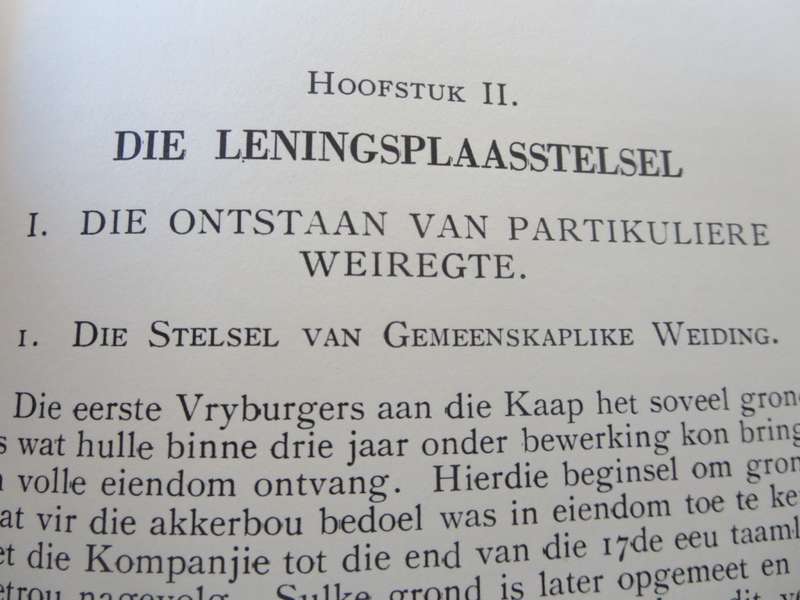 HOOFSTUK II.
DIE LENINGSPLAASSTELSEL
I. DIE ONTSTAAN VAN PARTIKULIERE
WEIREGTE.
1. DIE STELSEL VAN GEMEENSKAPLIKE WEIDING.
Die eerste Vryburgers aan die Kaap het soveel
wat hulle binne drie jaar onder bewerking kon
volle eiendom ontvang. Hierdie beginsel om
vir die akkerbou bedoel was in eiendom toe te
die Kompanjie tot die end van die 17de eeu
nagevolg. Sulke grond is later opgemeet en